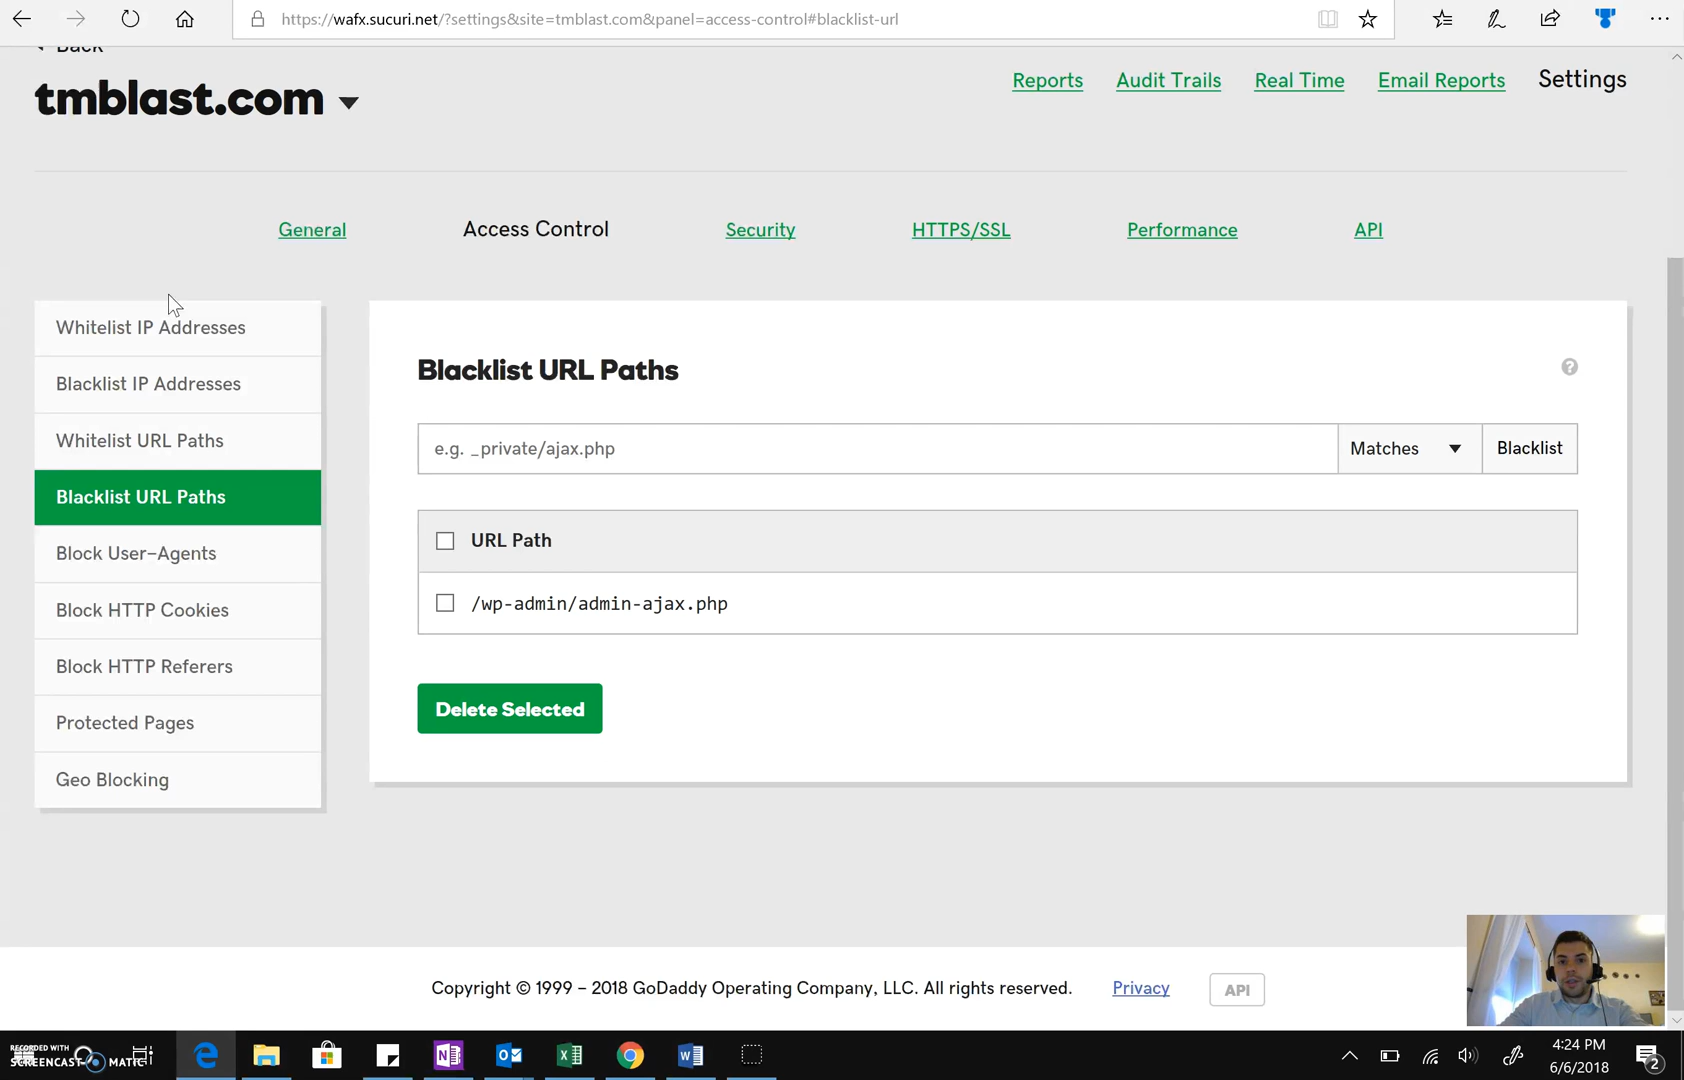 https://wafx.sucuri.net/?settings&site=tmblast.com&panel=access-control#blacklist-url
Back
tmblast.com
Reports Audit Trails Real Time Email Reports Settings
General Access Control Security HTTPS/SSL Performance API
Whitelist IP Addresses
Blacklist IP Addresses
Whitelist URL Paths
Blacklist URL Paths
Block User-Agents
Block HTTP Cookies
Block HTTP Referers
Protected Pages
Geo Blocking
Blacklist URL Paths ?
e.g. _private/ajax.php Matches Blacklist
URL Path
/wp-admin/admin-ajax.php
Delete Selected
Copyright © 1999 - 2018 GoDaddy Operating Company, LLC. All rights reserved. Privacy API
RECORDED WITH
SCREENCAST MATIC
4:24 PM
6/6/2018
2